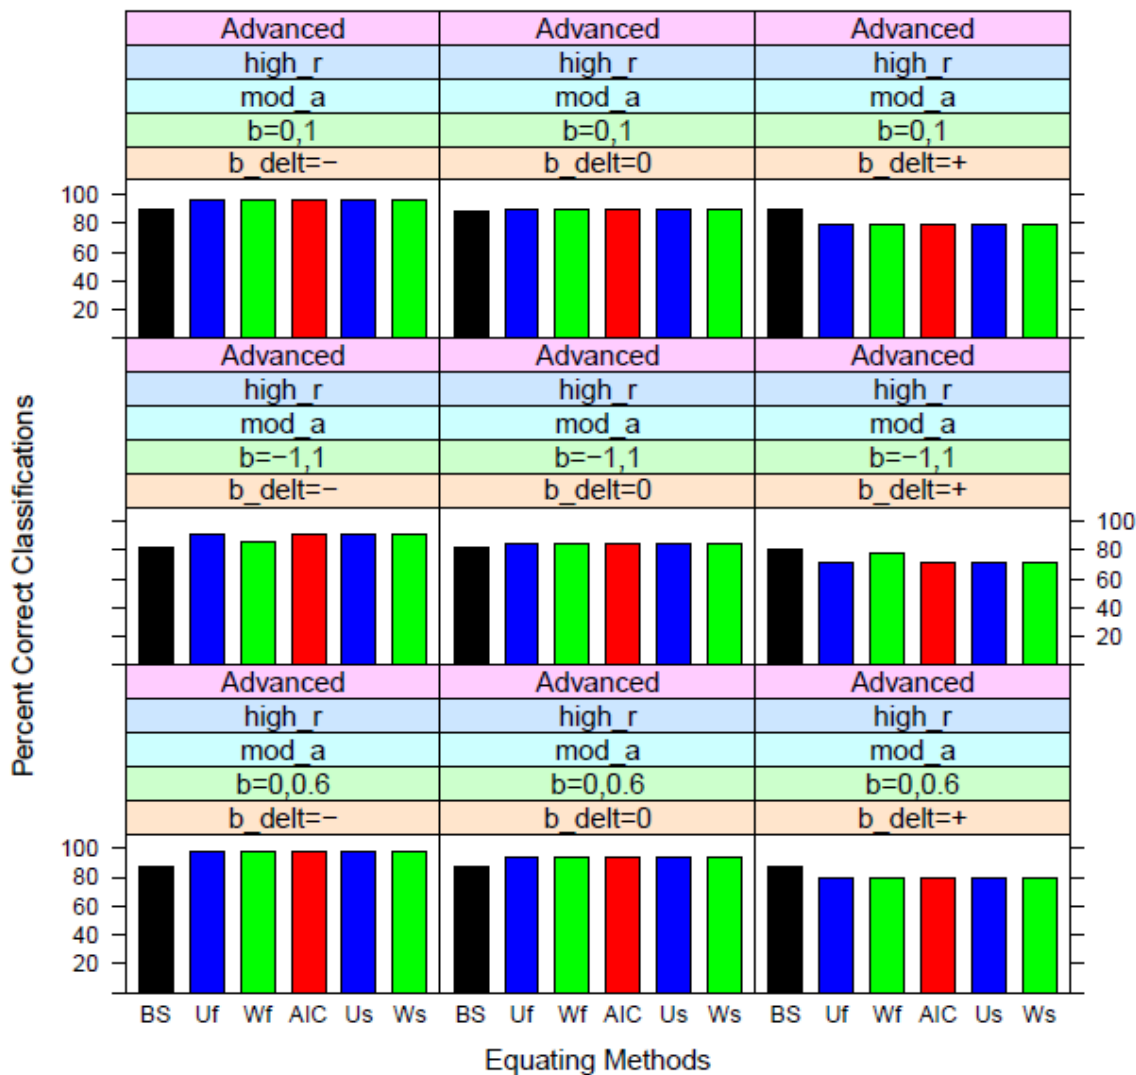 Advanced Advanced Advanced
high_r high_r high_r
mod_a mod_a mod_a
b=0,1 b=0,1 b=0,1
b_delt=− b_delt=0 b_delt=+
100
80
60
40
20
Advanced Advanced Advanced
high_r high_r high_r
mod_a mod_a mod_a
b=−1,1 b=−1,1 b=−1,1
b_delt=− b_delt=0 b_delt=+
100
80
60
40
20
Percent Correct Classifications
Advanced Advanced Advanced
high_r high_r high_r
mod_a mod_a mod_a
b=0,0.6 b=0,0.6 b=0,0.6
b_delt=− b_delt=0 b_delt=+
100
80
60
40
20
BS Uf Wf AIC Us Ws BS Uf Wf AIC Us Ws BS Uf Wf AIC Us Ws
Equating Methods